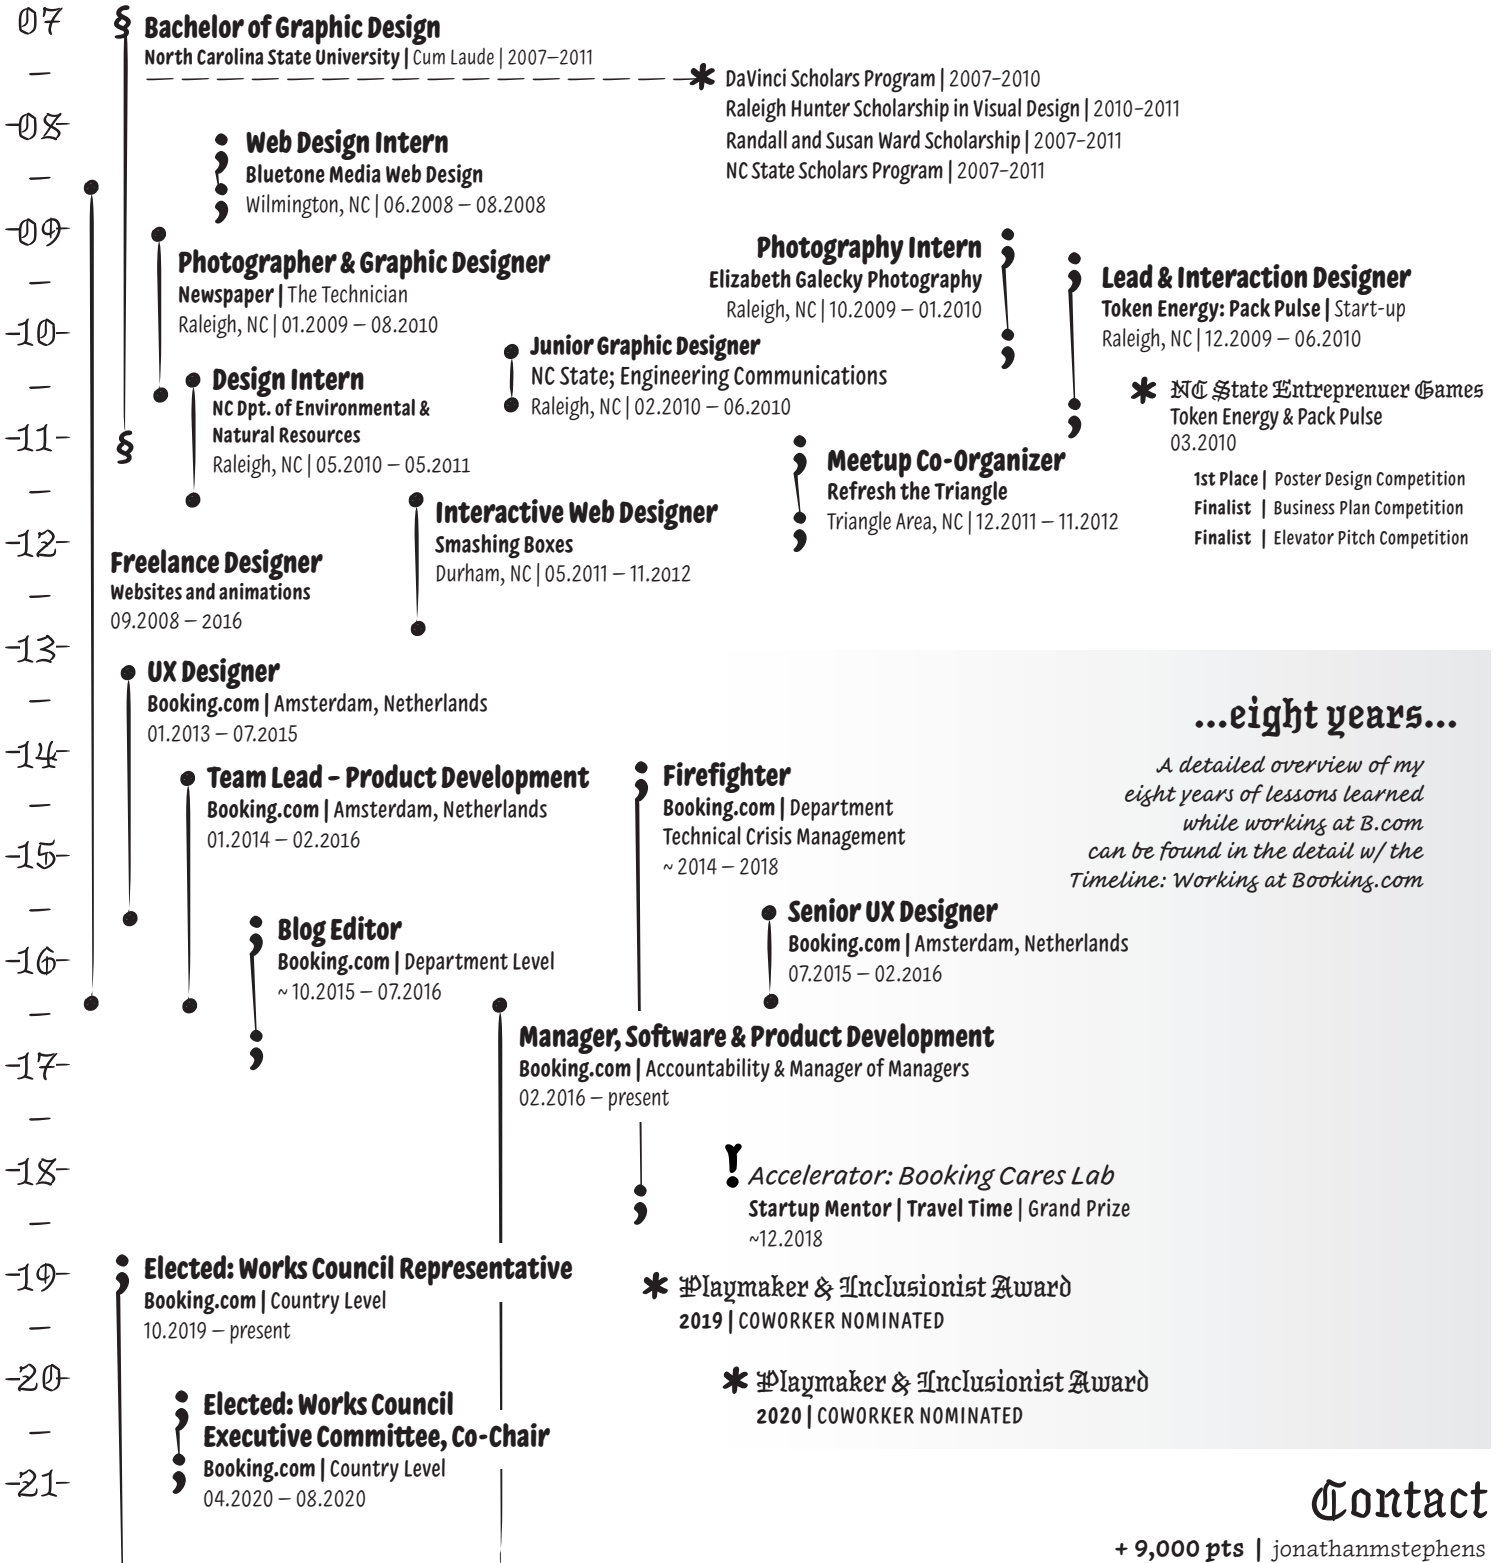 07
§ Bachelor of Graphic Design
North Carolina State University | Cum Laude | 2007–2011
* DaVinci Scholars Program | 2007–2010
Raleigh Hunter Scholarship in Visual Design | 2010–2011
Randall and Susan Ward Scholarship | 2007–2011
NC State Scholars Program | 2007–2011
08
Web Design Intern
Bluetone Media Web Design
Wilmington, NC | 06.2008 – 08.2008
09
Photographer & Graphic Designer
Newspaper | The Technician
Raleigh, NC | 01.2009 – 08.2010
Photography Intern
Elizabeth Galecky Photography
Raleigh, NC | 10.2009 – 01.2010
Lead & Interaction Designer
Token Energy: Pack Pulse | Start-up
Raleigh, NC | 12.2009 – 06.2010
10
Junior Graphic Designer
NC State; Engineering Communications
Raleigh, NC | 02.2010 – 06.2010
Design Intern
NC Dpt. of Environmental &
Natural Resources
Raleigh, NC | 05.2010 – 05.2011
* NC State Entreprenuer Games
Token Energy & Pack Pulse
03.2010
1st Place | Poster Design Competition
Finalist | Business Plan Competition
Finalist | Elevator Pitch Competition
11
§
Meetup Co-Organizer
Refresh the Triangle
Triangle Area, NC | 12.2011 – 11.2012
Interactive Web Designer
Smashing Boxes
Durham, NC | 05.2011 – 11.2012
12
Freelance Designer
Websites and animations
09.2008 – 2016
13
UX Designer
Booking.com | Amsterdam, Netherlands
01.2013 – 07.2015
...eight years...
A detailed overview of my
eight years of lessons learned
while working at B.com
can be found in the detail w/ the
Timeline: Working at Booking.com
14
Team Lead – Product Development
Booking.com | Amsterdam, Netherlands
01.2014 – 02.2016
Firefighter
Booking.com | Department
Technical Crisis Management
~ 2014 – 2018
15
Senior UX Designer
Booking.com | Amsterdam, Netherlands
07.2015 – 02.2016
Blog Editor
Booking.com | Department Level
~ 10.2015 – 07.2016
16
Manager, Software & Product Development
Booking.com | Accountability & Manager of Managers
02.2016 – present
17
18
! Accelerator: Booking Cares Lab
Startup Mentor | Travel Time | Grand Prize
~12.2018
19
Elected: Works Council Representative
Booking.com | Country Level
10.2019 – present
* Playmaker & Inclusionist Award
2019 | COWORKER NOMINATED
20
* Playmaker & Inclusionist Award
2020 | COWORKER NOMINATED
Elected: Works Council
Executive Committee, Co-Chair
Booking.com | Country Level
04.2020 – 08.2020
21
Contact
+ 9,000 pts | jonathanmstephens